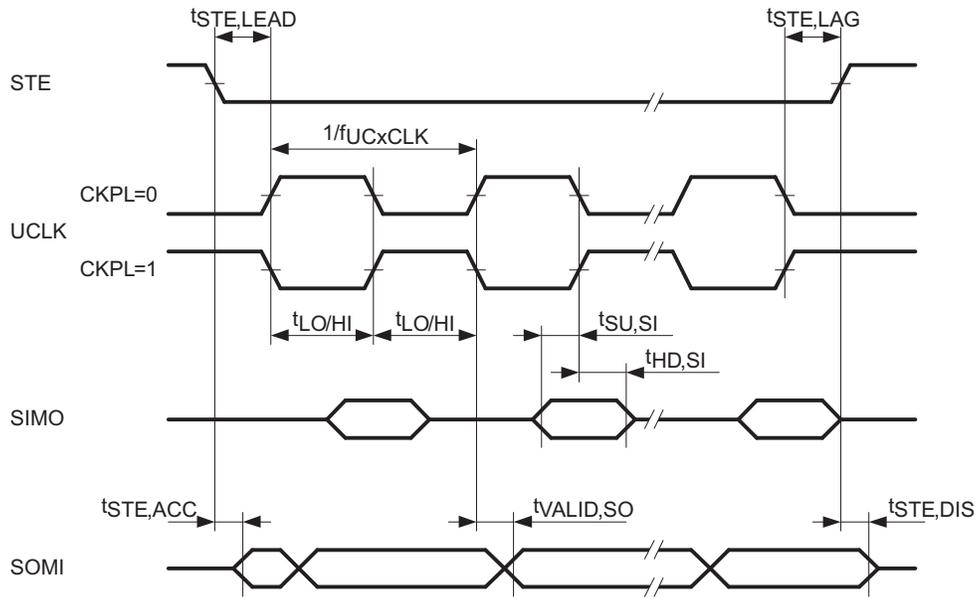 tSTE,LEAD
tSTE,LAG
STE
1/fUCxCLK
CKPL=0
UCLK
CKPL=1
tLO/HI
tLO/HI
tSU,SI
tHD,SI
SIMO
tSTE,ACC
tVALID,SO
tSTE,DIS
SOMI